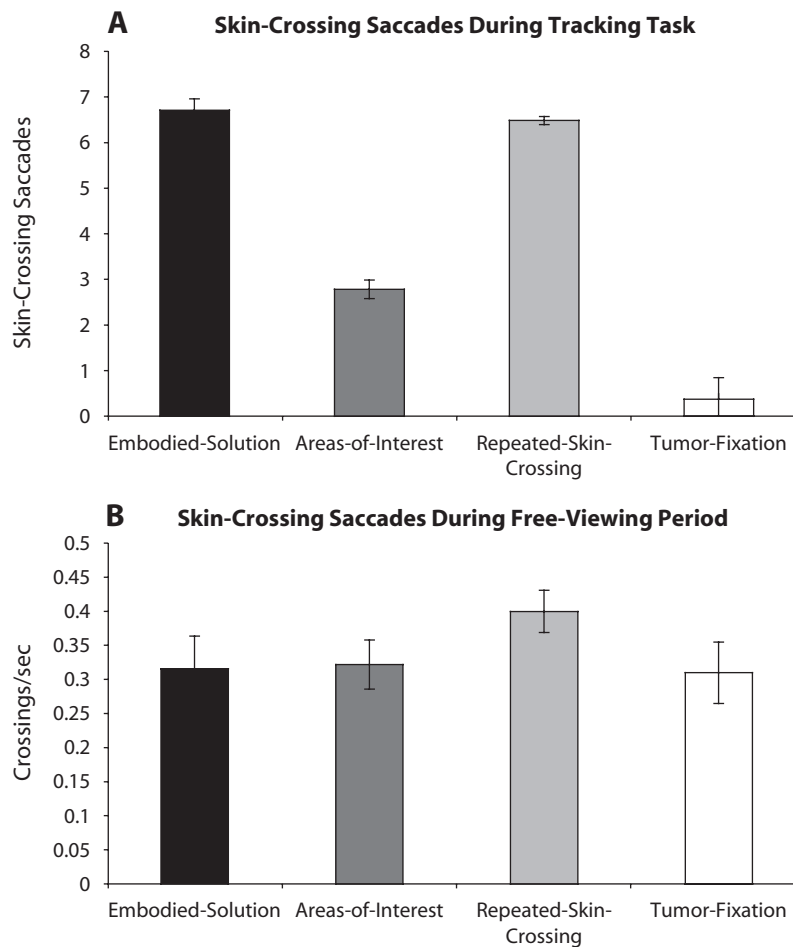 A Skin-Crossing Saccades During Tracking Task
Skin-Crossing Saccades
8
7
6
5
4
3
2
1
0
Embodied-Solution Areas-of-Interest Repeated-Skin- Tumor-Fixation
Crossing
B Skin-Crossing Saccades During Free-Viewing Period
Crossings/sec
0.5
0.45
0.4
0.35
0.3
0.25
0.2
0.15
0.1
0.05
0
Embodied-Solution Areas-of-Interest Repeated-Skin- Tumor-Fixation
Crossing